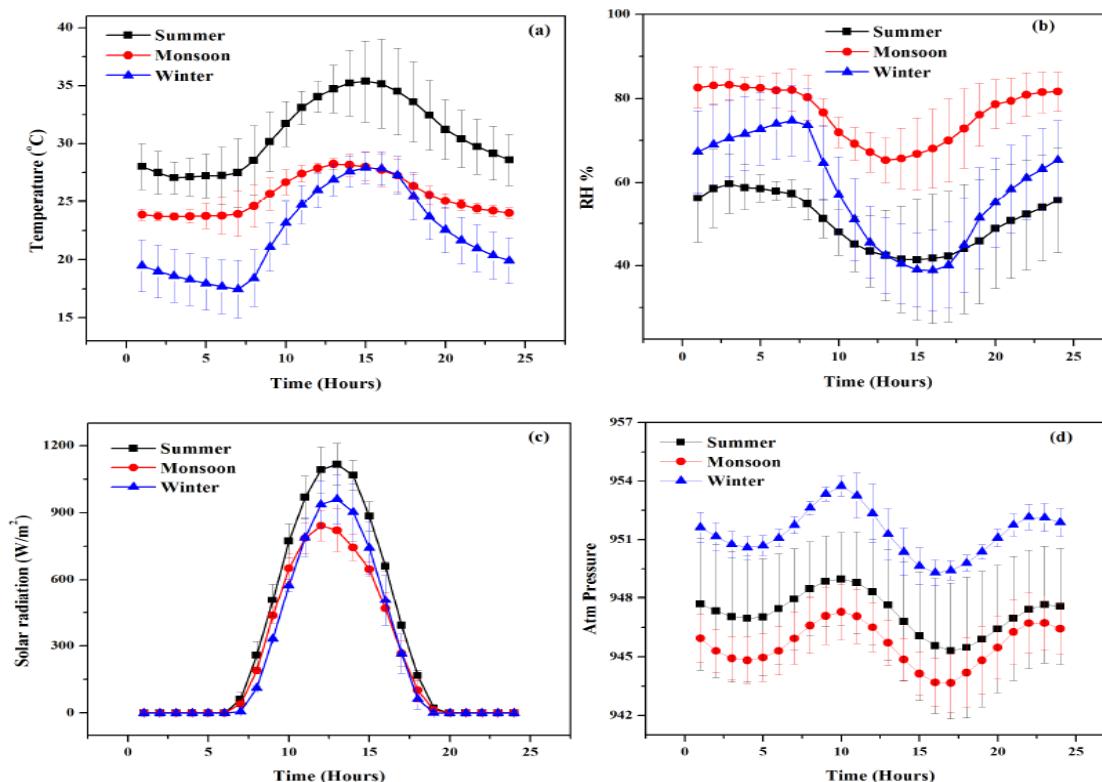 (a)
Summer
Monsoon
Winter
40
35
30
25
20
15
0 5 10 15 20 25
Temperature (°C)
Time (Hours)
(b)
Summer
Monsoon
Winter
100
80
60
40
0 5 10 15 20 25
RH %
Time (Hours)
(c)
Summer
Monsoon
Winter
1200
900
600
300
0
0 5 10 15 20 25
Solar radiation (W/m²)
Time (Hours)
(d)
Summer
Monsoon
Winter
957
954
951
948
945
942
0 5 10 15 20 25
Atm Pressure
Time (Hours)